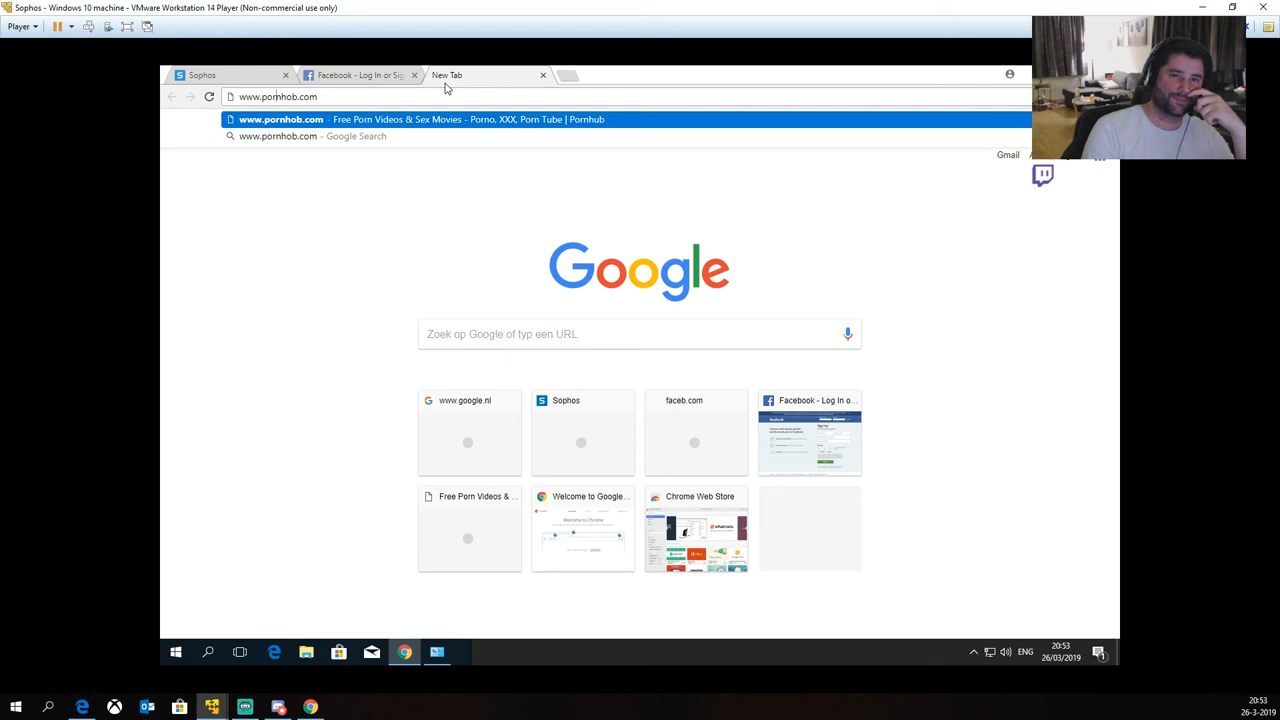 Sophos - Windows 10 machine - VMware Workstation 14 Player (Non-commercial use only)
Player
Sophos
Facebook - Log In or Sig
New Tab
www.pornhob.com
www.pornhob.com - Free Porn Videos & Sex Movies - Porno, XXX, Porn Tube | Pornhub
www.pornhob.com - Google Search
Gmail
Google
Zoek op Google of typ een URL
www.google.nl
Sophos
faceb.com
Facebook - Log In o...
Free Porn Videos & ...
Welcome to Google...
Chrome Web Store
Welcome to Chrome
ENG
20:53
26/03/2019
20:53
26-3-2019